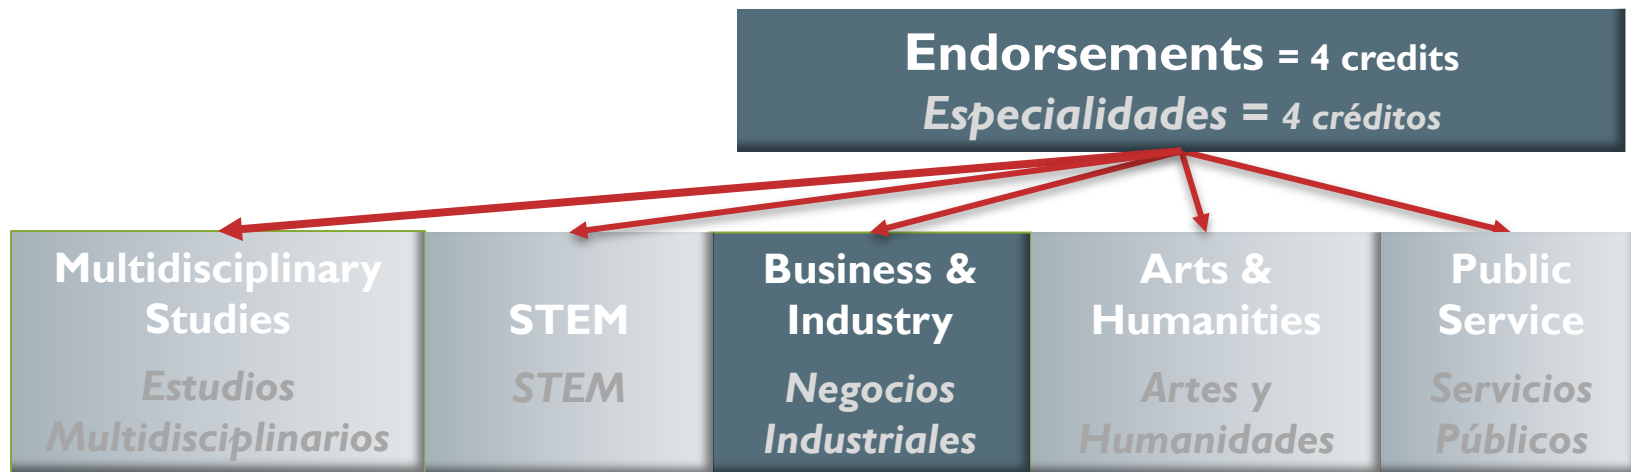 Endorsements = 4 credits
Especialidades = 4 créditos
Multidisciplinary
Studies
Estudios
Multidisciplinarios
STEM
STEM
Business &
Industry
Negocios
Industriales
Arts &
Humanities
Artes y
Humanidades
Public
Service
Servicios
Públicos